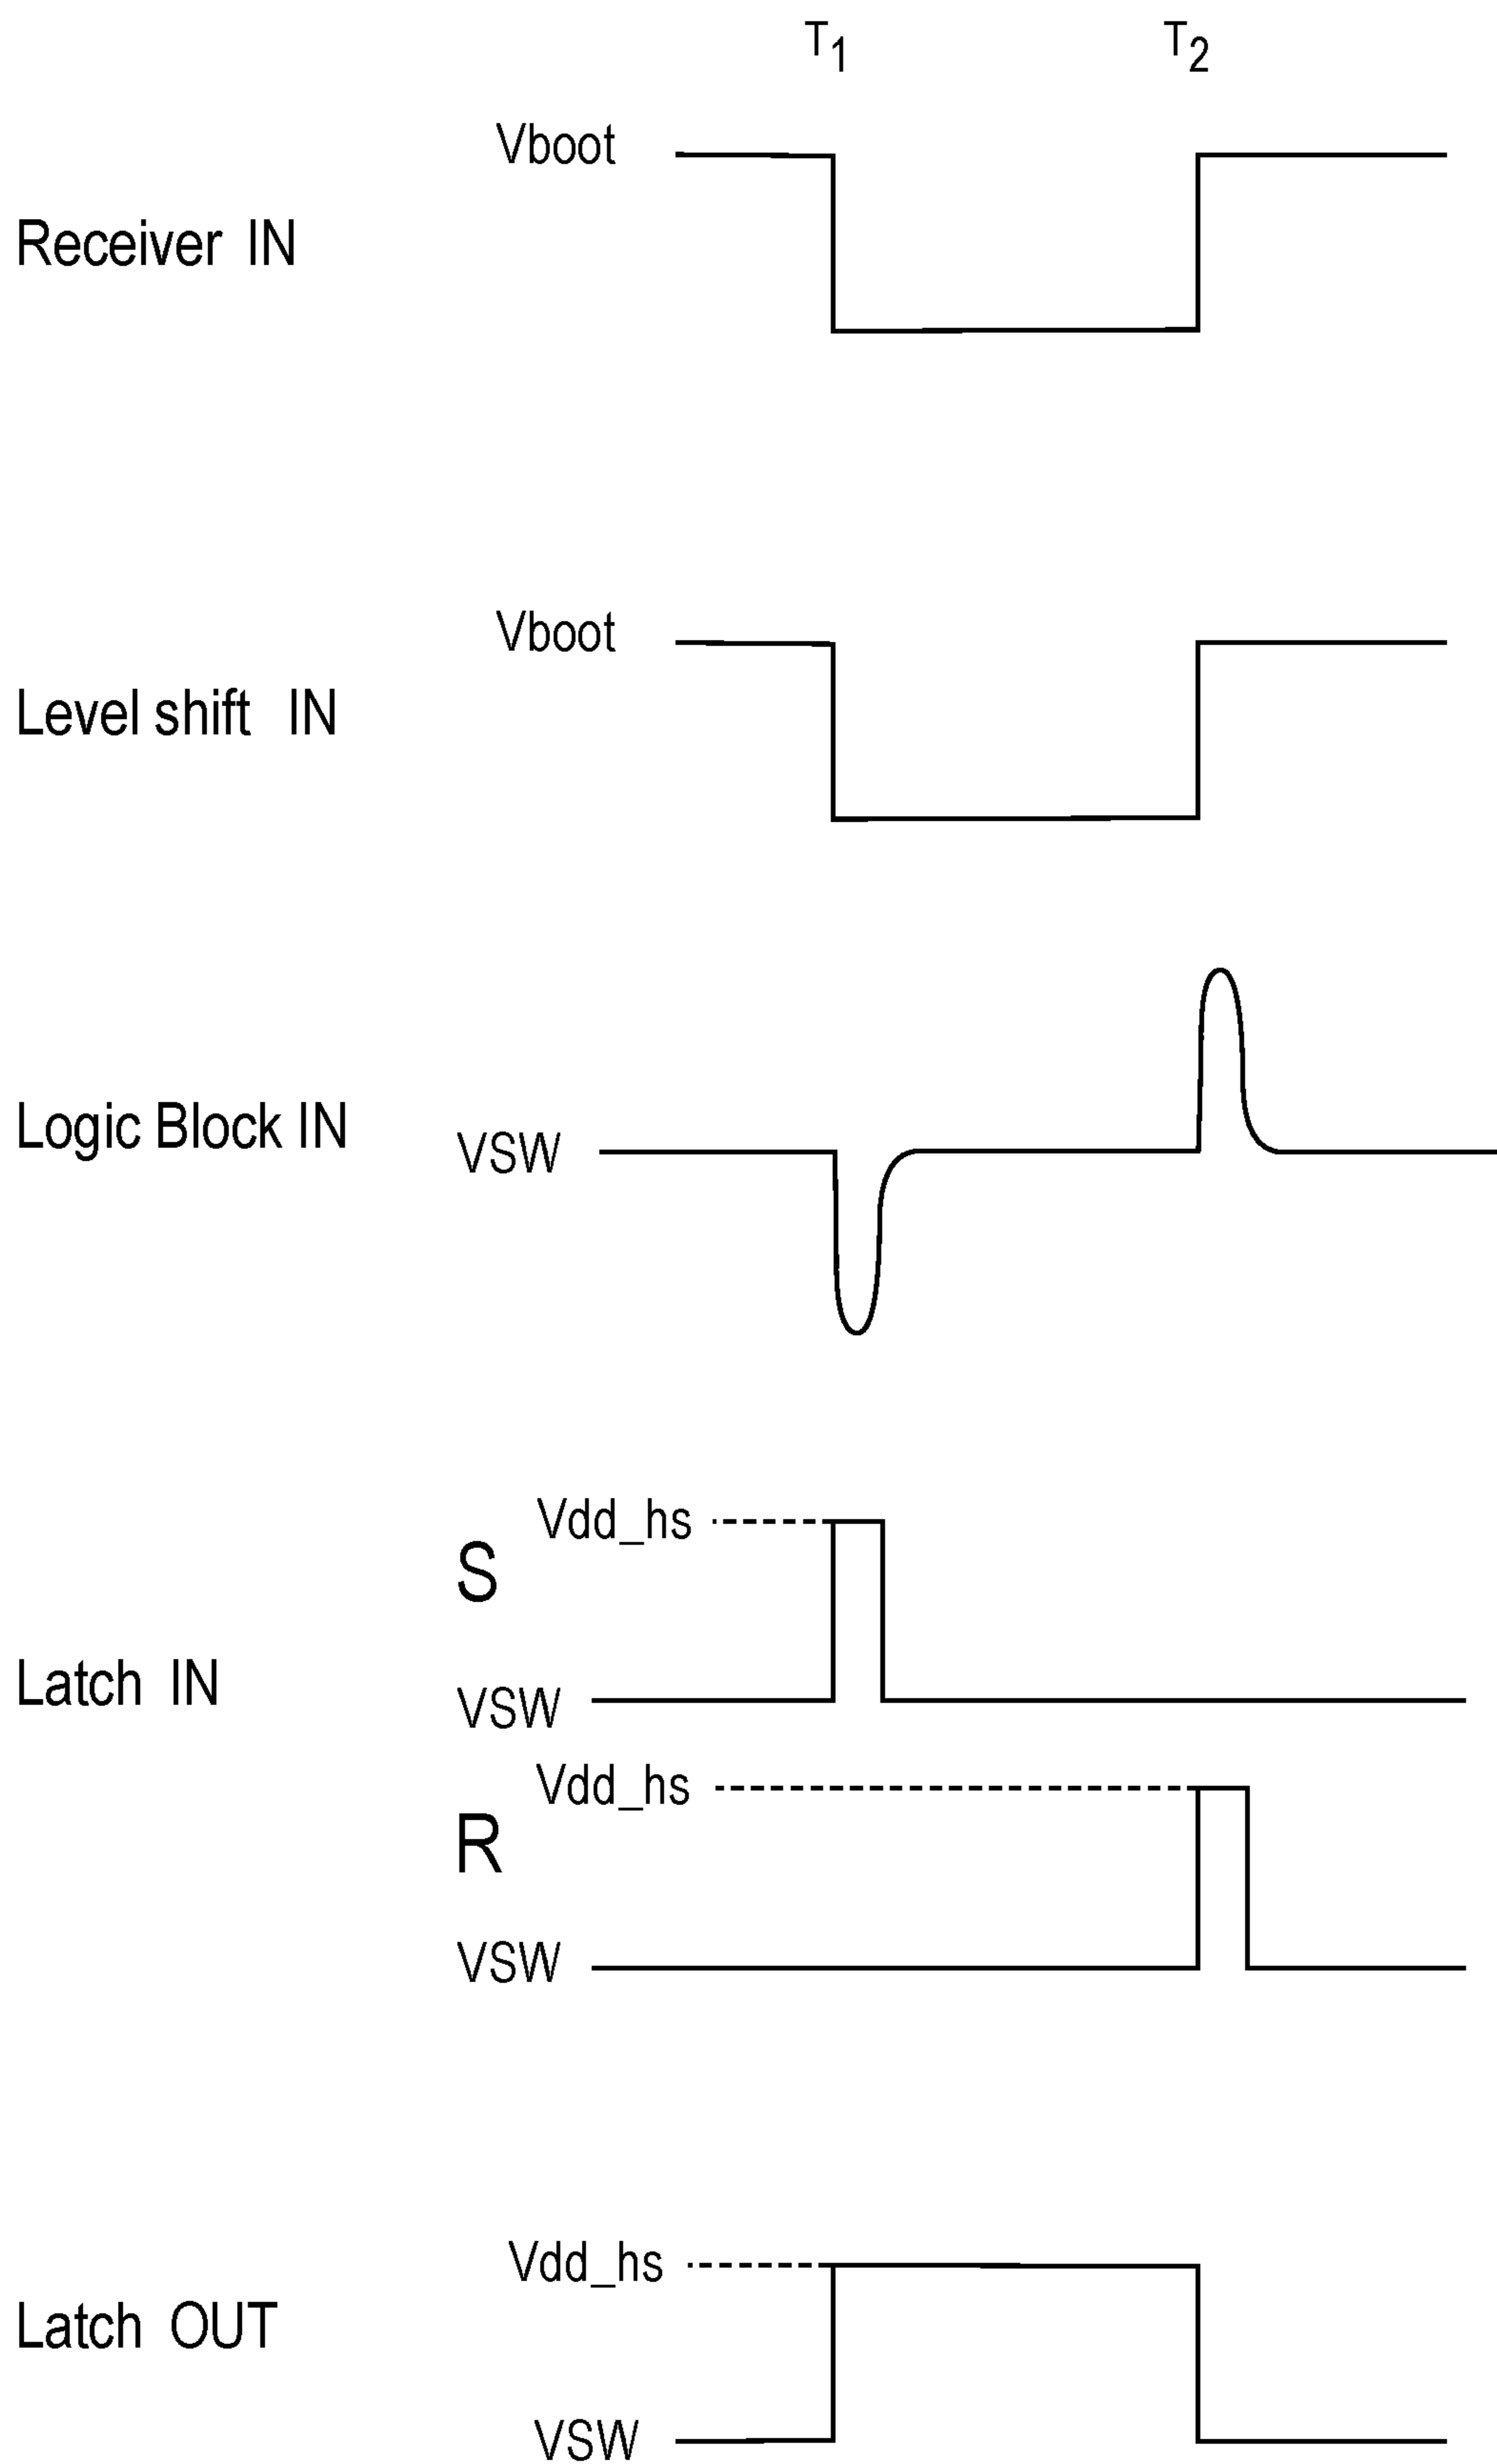 T1 T2
Vboot
Receiver IN
Vboot
Level shift IN
Logic Block IN VSW
Vdd_hs
S
Latch IN VSW
Vdd_hs
R
VSW
Vdd_hs
Latch OUT
VSW